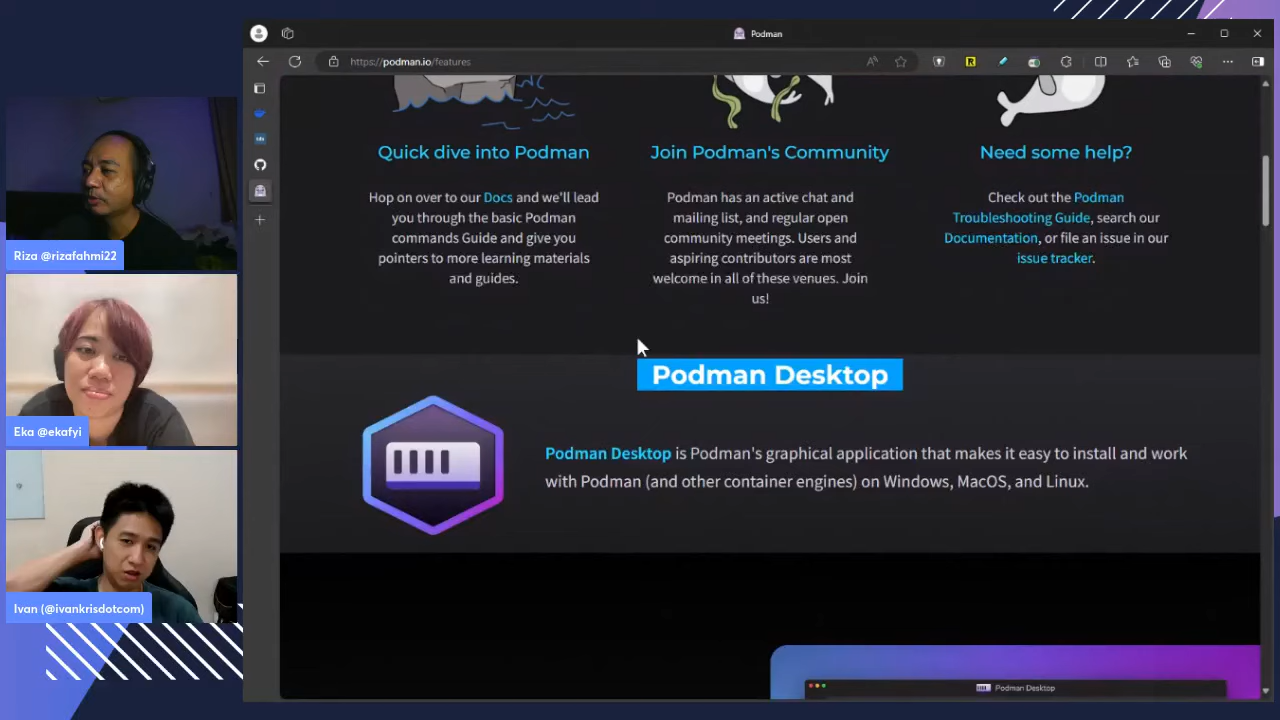 Podman
https://podman.io/features
Quick dive into Podman
Hop on over to our Docs and we'll lead
you through the basic Podman
commands Guide and give you
pointers to more learning materials
and guides.
Join Podman's Community
Podman has an active chat and
mailing list, and regular open
community meetings. Users and
aspiring contributors are most
welcome in all of these venues. Join
us!
Need some help?
Check out the Podman
Troubleshooting Guide, search our
Documentation, or file an issue in our
issue tracker.
Podman Desktop
Podman Desktop is Podman's graphical application that makes it easy to install and work
with Podman (and other container engines) on Windows, MacOS, and Linux.
Podman Desktop
Riza @rizafahmi22
Eka @ekafyi
Ivan (@ivankrisdotcom)